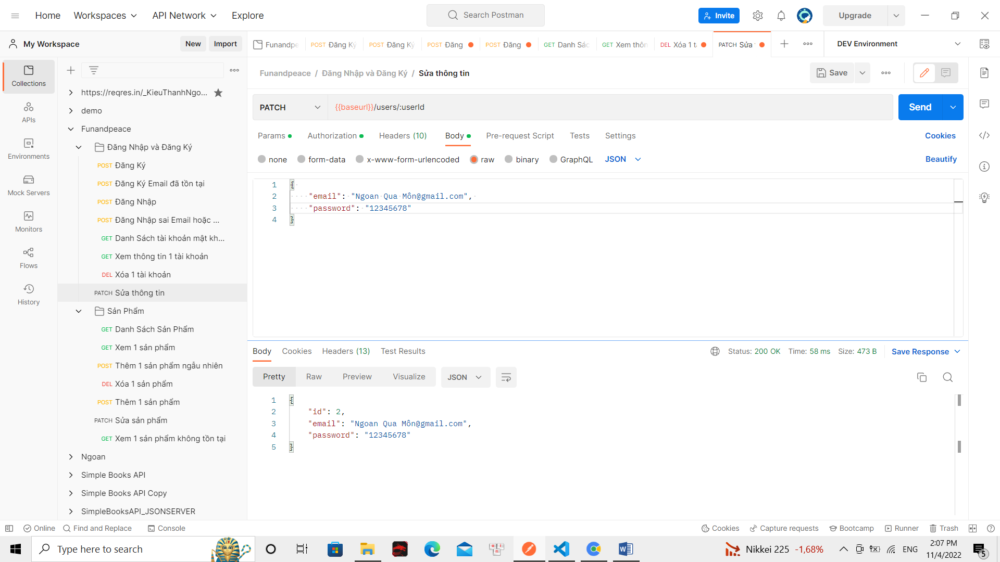 Home Workspaces API Network Explore Search Postman Invite Upgrade
My Workspace New Import
Funandpe POST Đăng Ký POST Đăng Ký POST Đăng POST Đăng GET Danh Sác GET Xem thôn DEL Xóa 1 tà PATCH Sửa DEV Environment
Collections
APIs
Environments
Mock Servers
Monitors
Flows
History
https://reqres.in/_KieuThanhNgo...
demo
Funandpeace
Đăng Nhập và Đăng Ký
POST Đăng Ký
POST Đăng Ký Email đã tồn tại
POST Đăng Nhập
POST Đăng Nhập sai Email hoặc ...
GET Danh Sách tài khoản mật kh...
GET Xem thông tin 1 tài khoản
DEL Xóa 1 tài khoản
PATCH Sửa thông tin
Sản Phẩm
GET Danh Sách Sản Phẩm
GET Xem 1 sản phẩm
POST Thêm 1 sản phẩm ngẫu nhiên
DEL Xóa 1 sản phẩm
POST Thêm 1 sản phẩm
PATCH Sửa sản phẩm
GET Xem 1 sản phẩm không tồn tại
Ngoan
Simple Books API
Simple Books API Copy
SimpleBooksAPI_JSONSERVER
Funandpeace / Đăng Nhập và Đăng Ký / Sửa thông tin Save
PATCH {{baseurl}}/users/:userId Send
Params Authorization Headers (10) Body Pre-request Script Tests Settings Cookies
none form-data x-www-form-urlencoded raw binary GraphQL JSON Beautify
1 {
2 "email": "Ngoan Qua Môn@gmail.com",
3 "password": "12345678"
4 }
Body Cookies Headers (13) Test Results Status: 200 OK Time: 58 ms Size: 473 B Save Response
Pretty Raw Preview Visualize JSON
1 {
2 "id": 2,
3 "email": "Ngoan Qua Môn@gmail.com",
4 "password": "12345678"
5 }
Online Find and Replace Console Cookies Capture requests Bootcamp Runner Trash
Type here to search Nikkei 225 -1,68% ENG 2:07 PM
11/4/2022 5